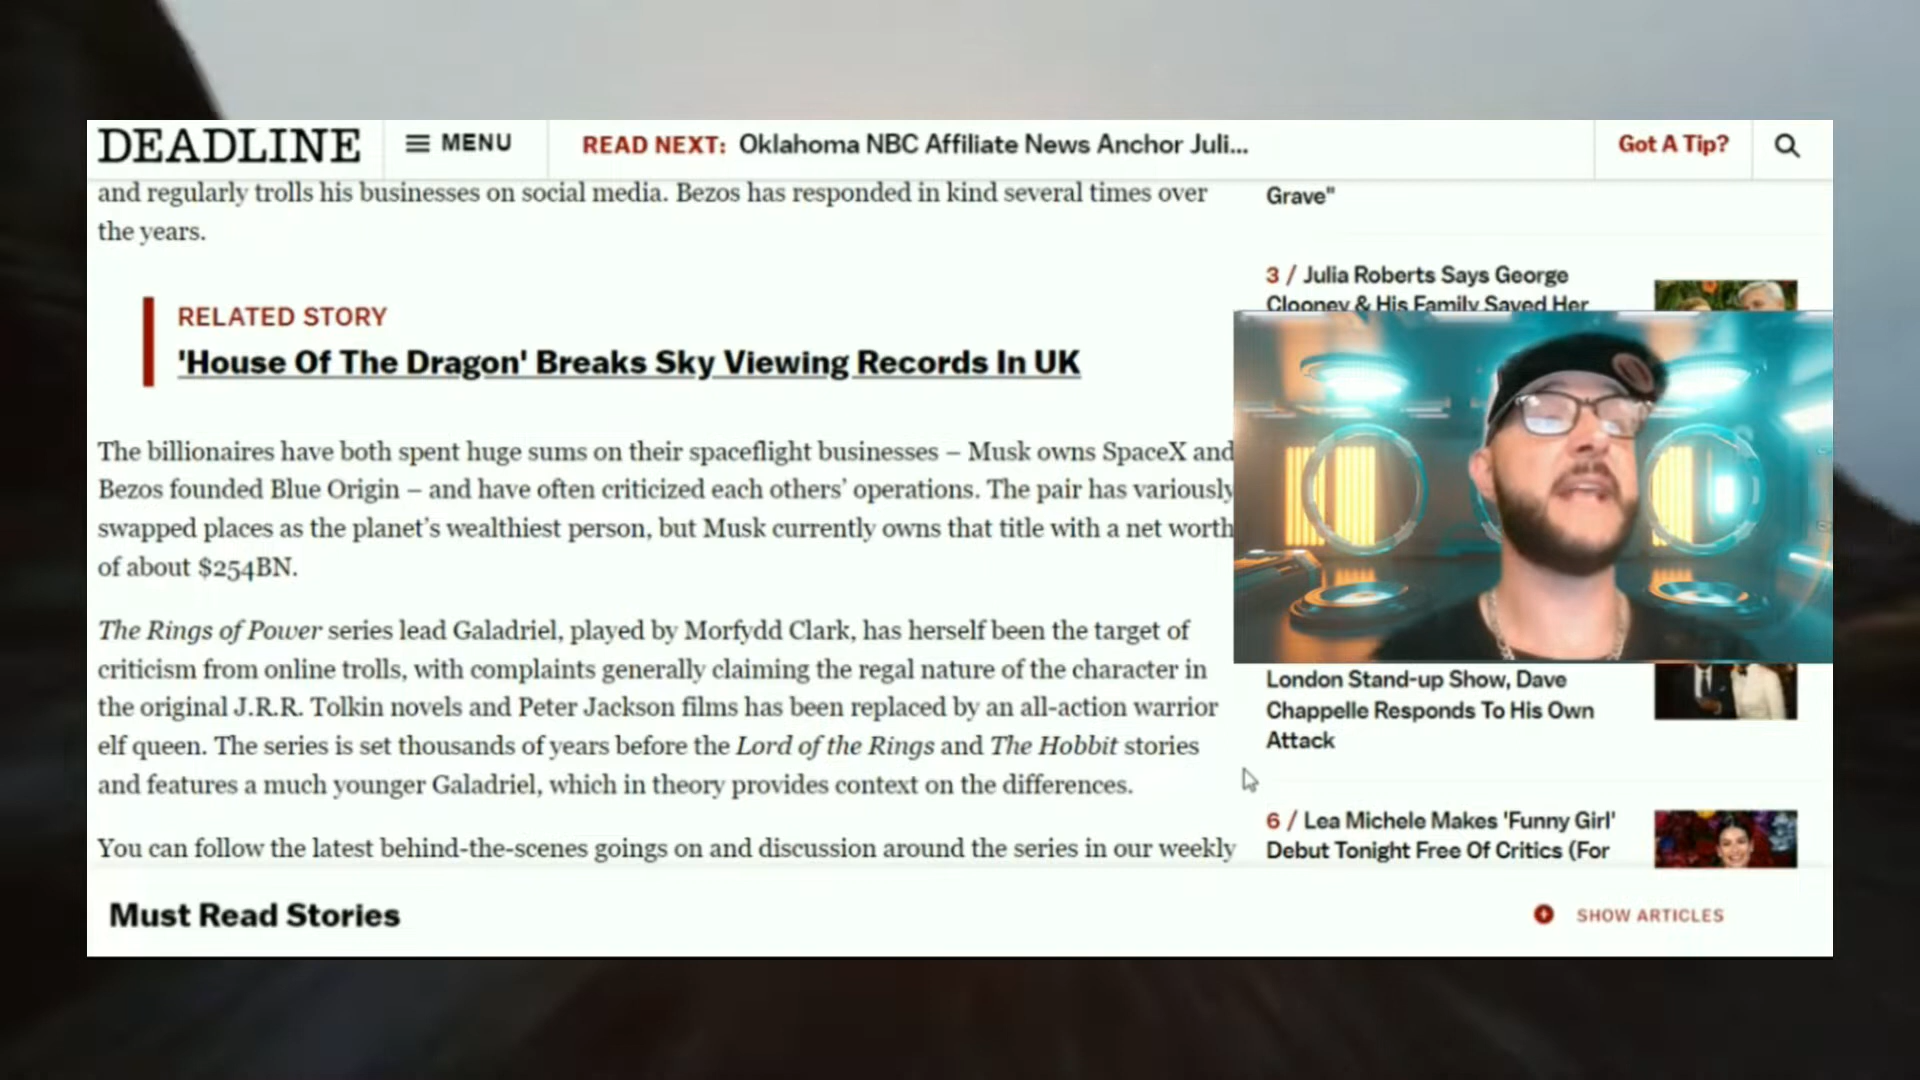 DEADLINE
MENU
READ NEXT: Oklahoma NBC Affiliate News Anchor Juli...
Got A Tip?
and regularly trolls his businesses on social media. Bezos has responded in kind several times over
the years.
RELATED STORY
'House Of The Dragon' Breaks Sky Viewing Records In UK
The billionaires have both spent huge sums on their spaceflight businesses – Musk owns SpaceX and
Bezos founded Blue Origin – and have often criticized each others' operations. The pair has variously
swapped places as the planet's wealthiest person, but Musk currently owns that title with a net worth
of about $254BN.
The Rings of Power series lead Galadriel, played by Morfydd Clark, has herself been the target of
criticism from online trolls, with complaints generally claiming the regal nature of the character in
the original J.R.R. Tolkin novels and Peter Jackson films has been replaced by an all-action warrior
elf queen. The series is set thousands of years before the Lord of the Rings and The Hobbit stories
and features a much younger Galadriel, which in theory provides context on the differences.
You can follow the latest behind-the-scenes goings on and discussion around the series in our weekly
Grave"
3 / Julia Roberts Says George
Clooney & His Family Saved Her
London Stand-up Show, Dave
Chappelle Responds To His Own
Attack
6 / Lea Michele Makes 'Funny Girl'
Debut Tonight Free Of Critics (For
Must Read Stories
SHOW ARTICLES